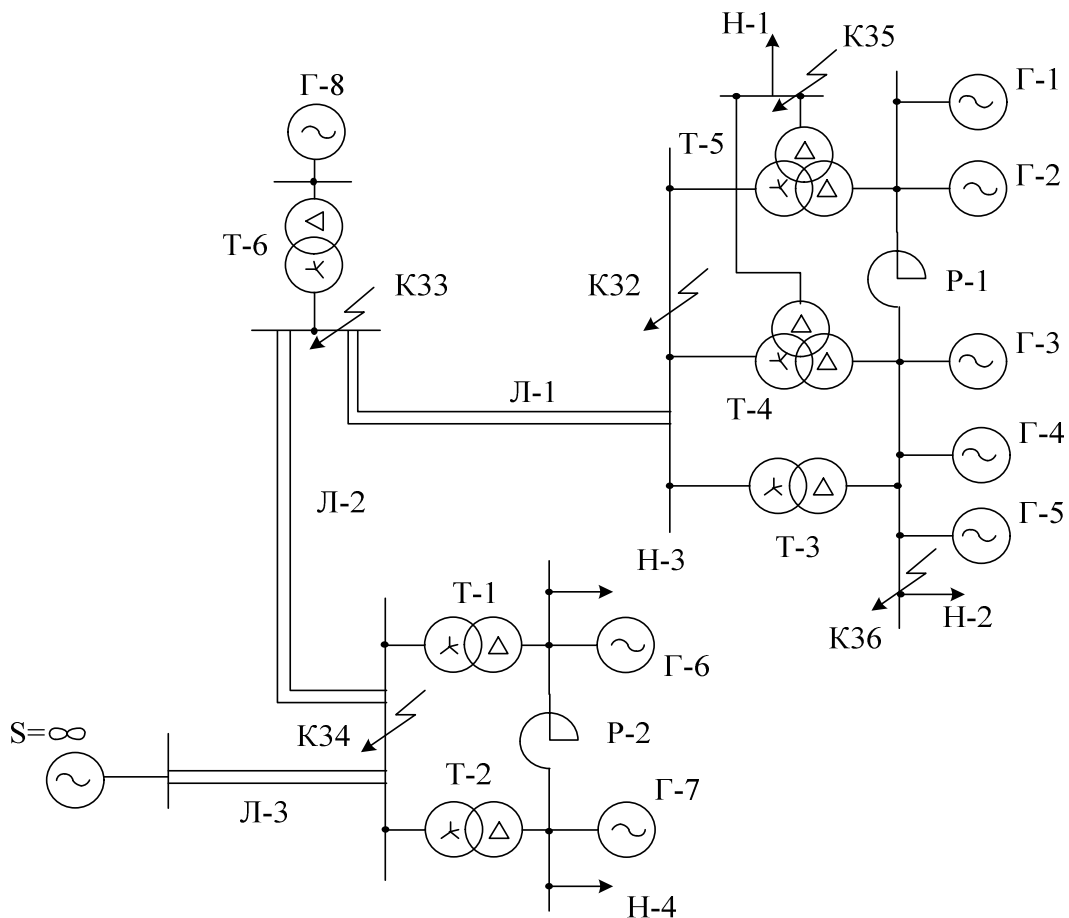 Н-1
К35
Г-1
Г-8
Т-5
Г-2
Т-6
К33
К32
Р-1
Г-3
Л-1
Т-4
Г-4
Л-2
Г-5
Т-3
Н-3
Т-1
Н-2
К36
Г-6
S=∞
К34
Р-2
Т-2
Г-7
Л-3
Н-4